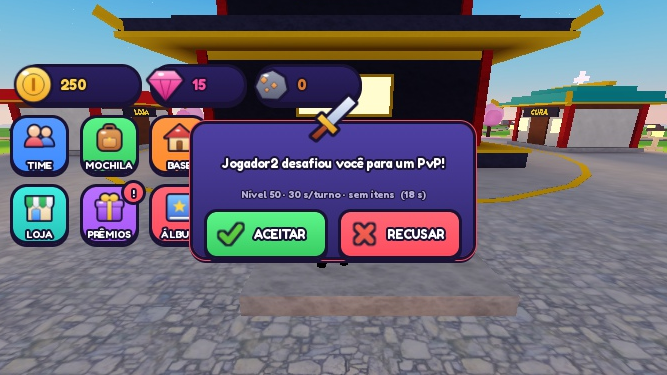 250
15
0
LOJA
CURA
TIME
MOCHILA
BASE
Jogador2 desafiou você para um PvP!
Nível 50 · 30 s/turno · sem itens (18 s)
ACEITAR
RECUSAR
LOJA
PRÊMIOS
!
ÁLBU